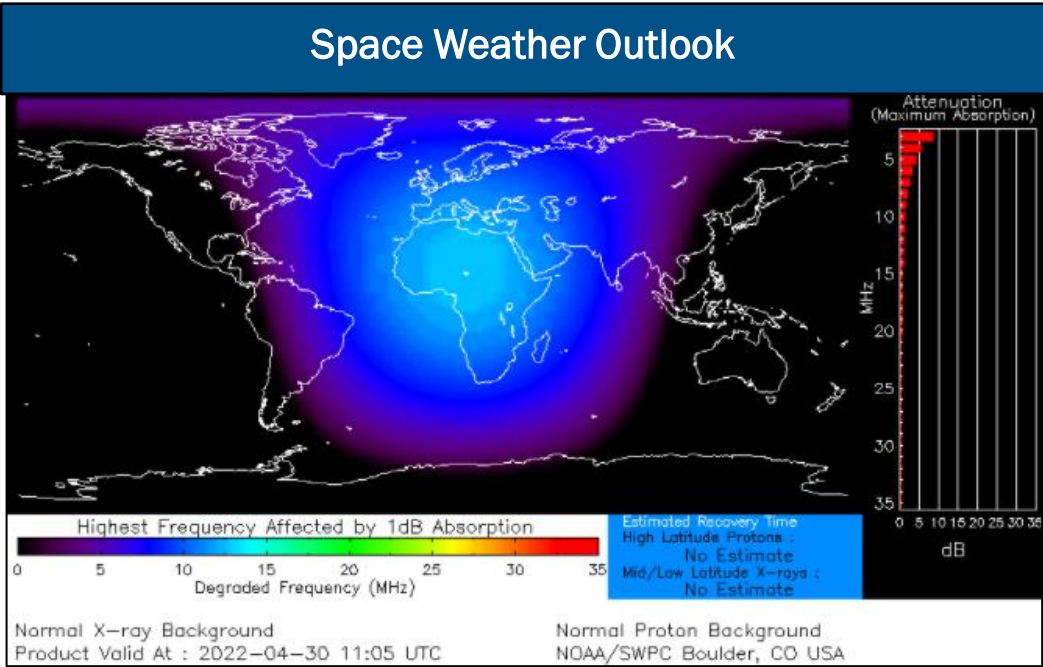 Space Weather Outlook
Attenuation
(Maximum Absorption)
5
10
15
MHz
20
25
30
35
0 5 10 15 20 25 30 35
dB
Highest Frequency Affected by 1dB Absorption
0 5 10 15 20 25 30 35
Degraded Frequency (MHz)
Estimated Recovery Time
High Latitude Protons :
No Estimate
Mid/Low Latitude X-rays :
No Estimate
Normal X-ray Background
Product Valid At : 2022-04-30 11:05 UTC
Normal Proton Background
NOAA/SWPC Boulder, CO USA